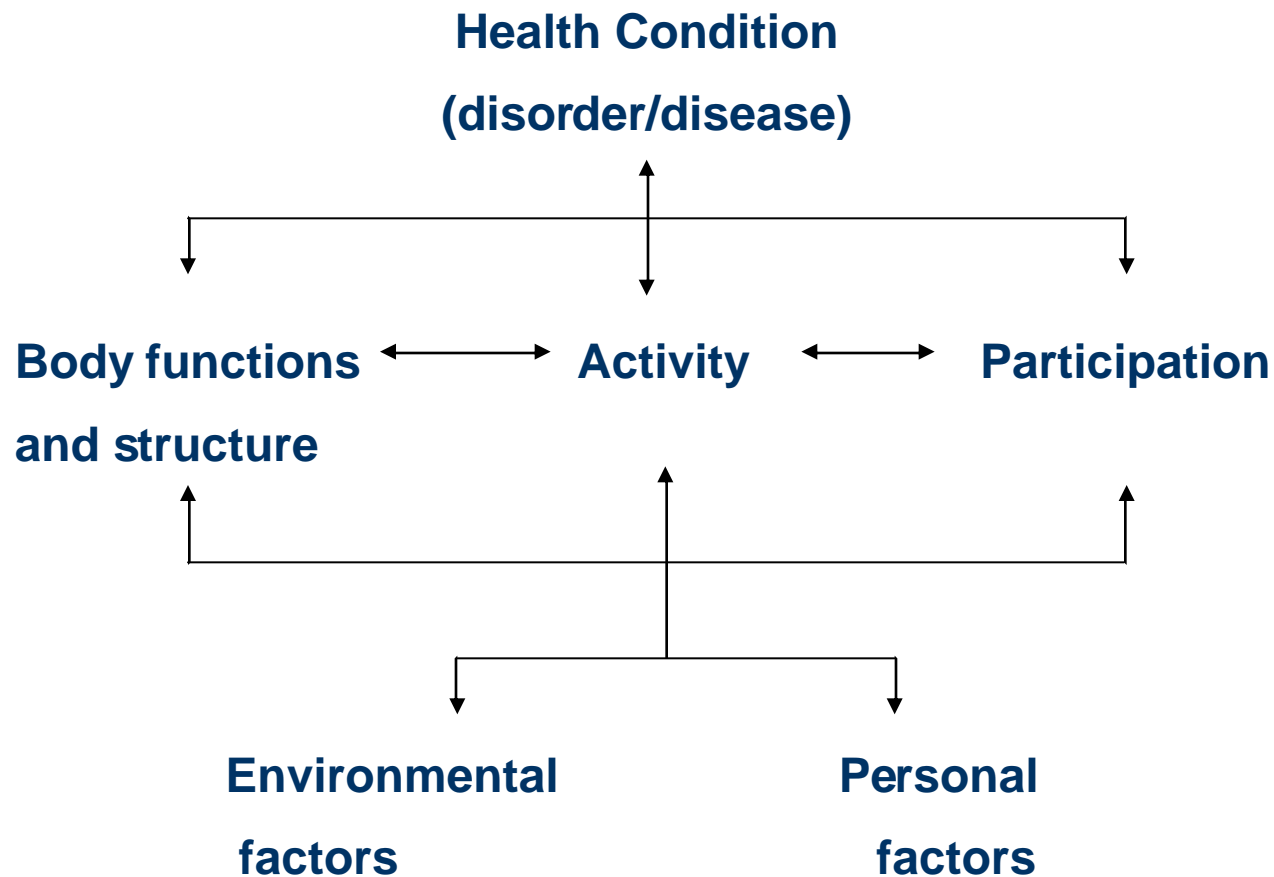 Health Condition
(disorder/disease)
Body functions
and structure
Activity
Participation
Environmental
factors
Personal
factors